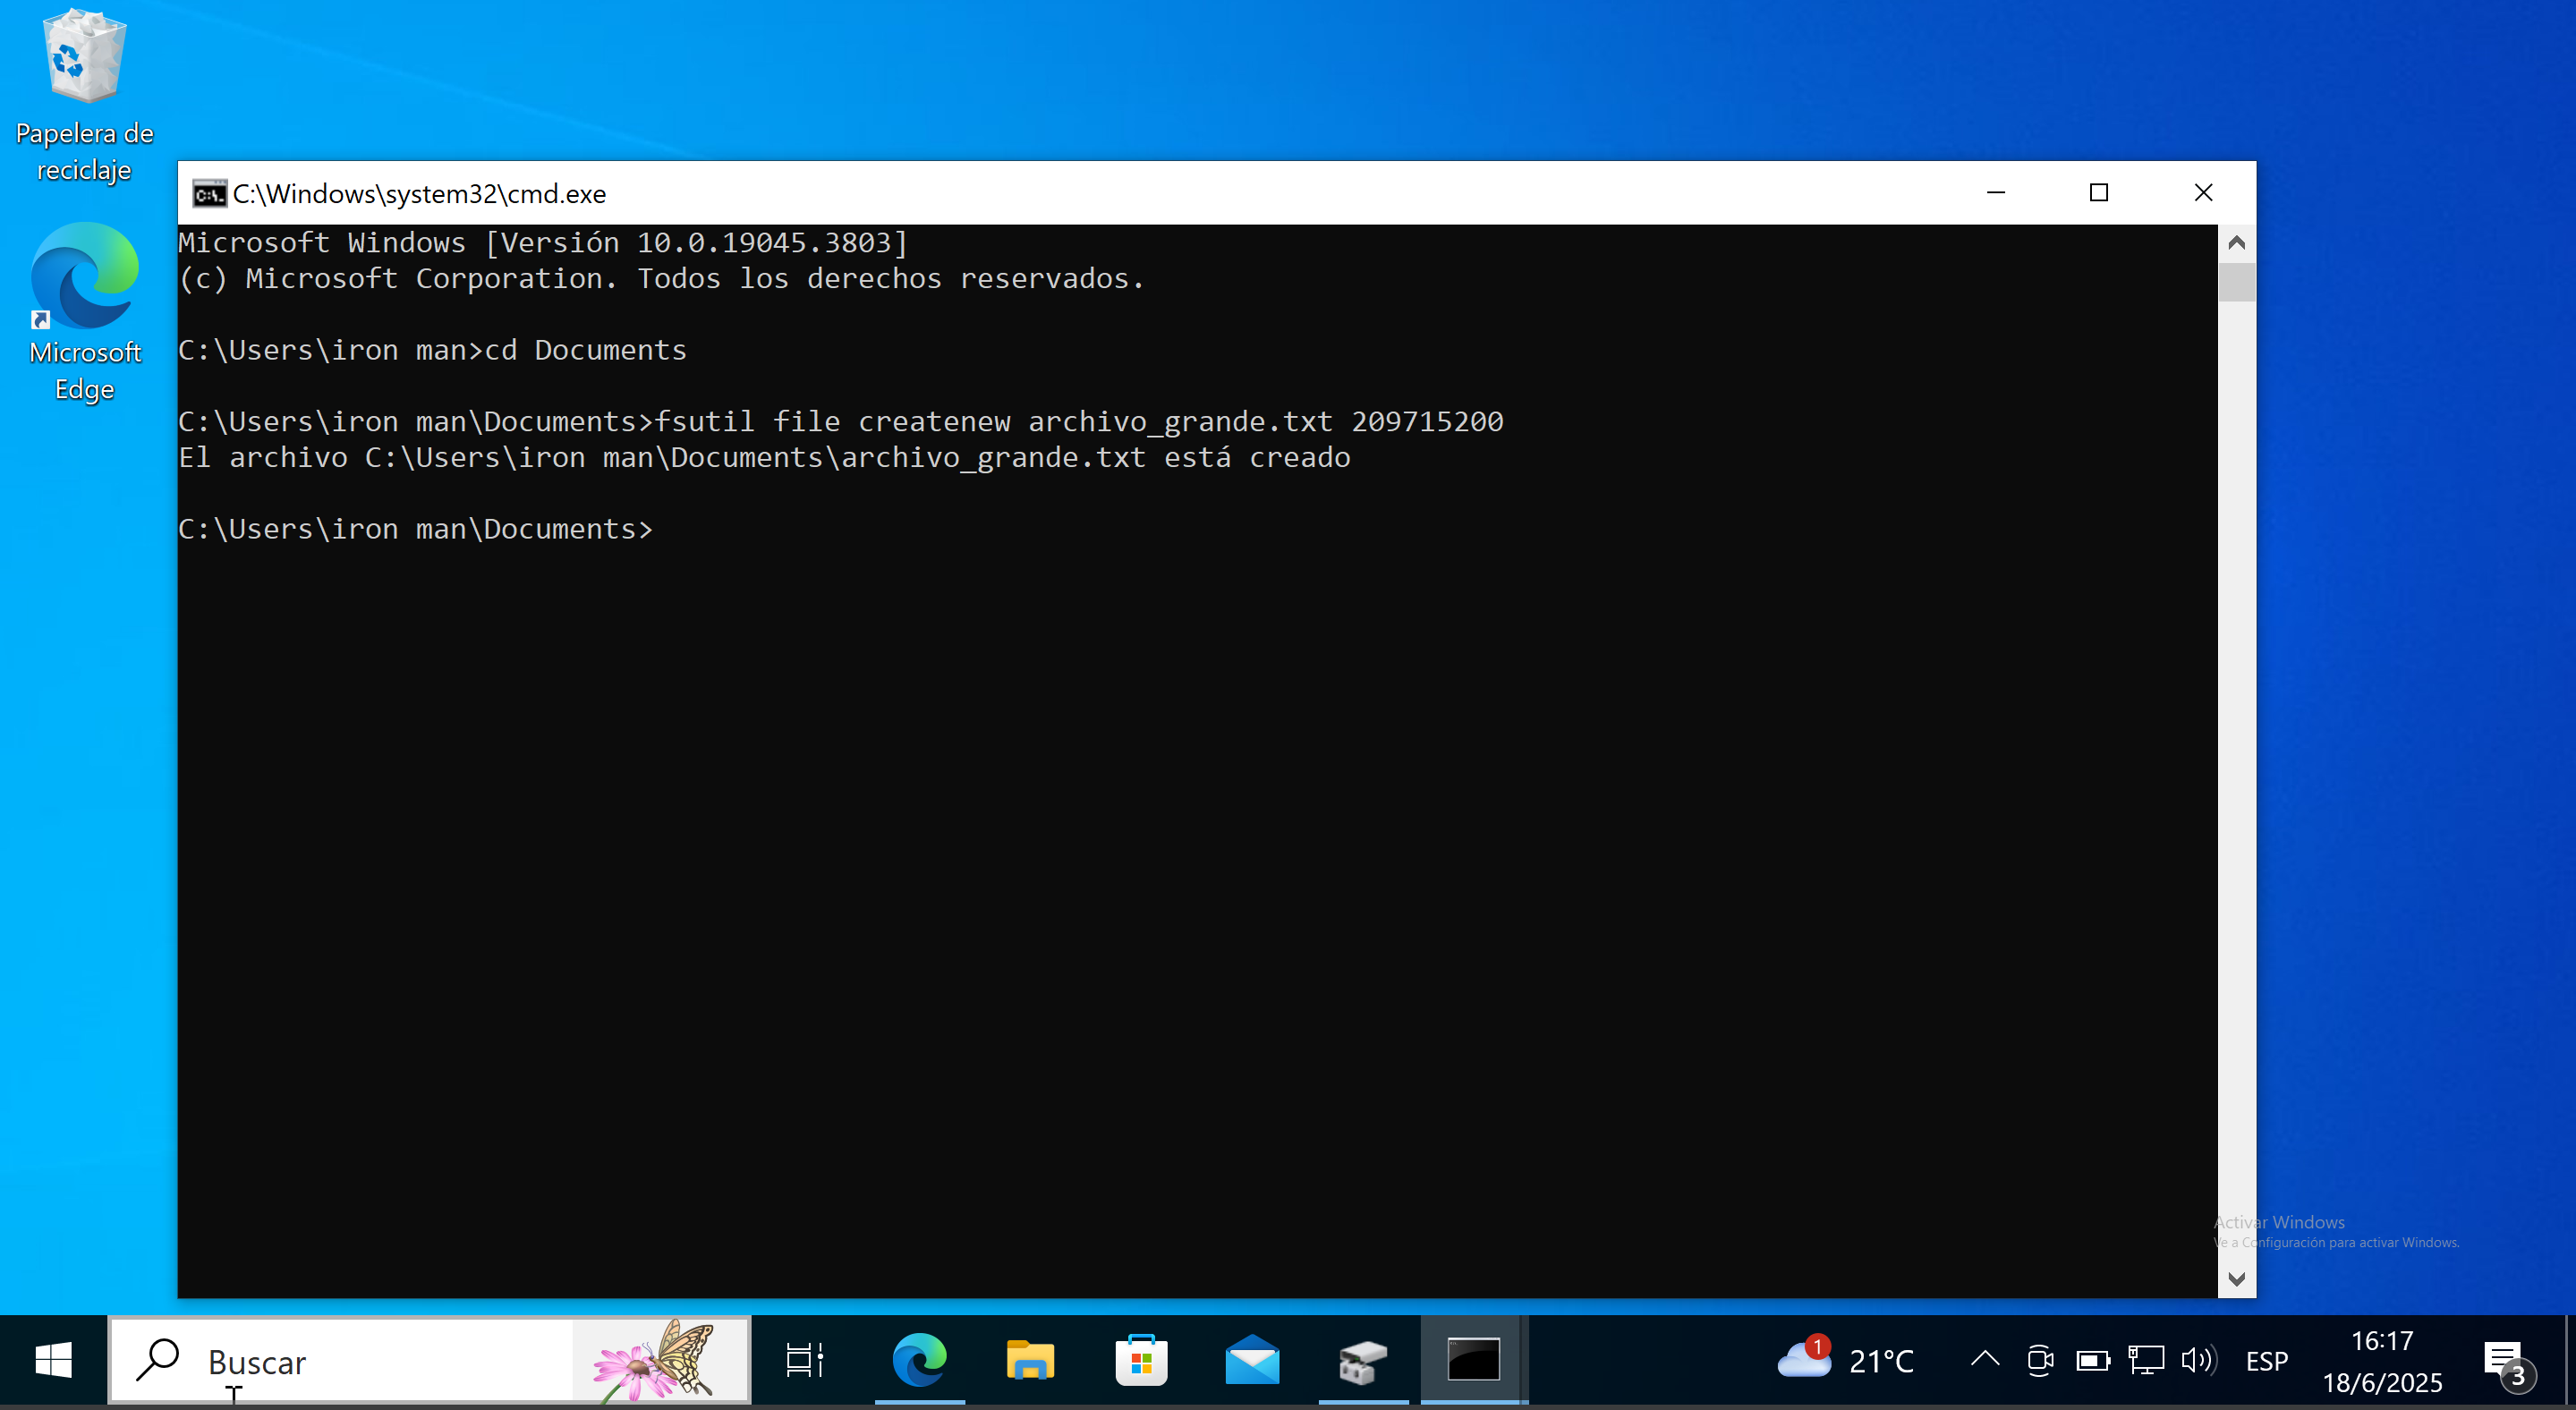 Papelera de
reciclaje
Microsoft
Edge
C:\Windows\system32\cmd.exe
Microsoft Windows [Versión 10.0.19045.3803]
(c) Microsoft Corporation. Todos los derechos reservados.
C:\Users\iron man>cd Documents
C:\Users\iron man\Documents>fsutil file createnew archivo_grande.txt 209715200
El archivo C:\Users\iron man\Documents\archivo_grande.txt está creado
C:\Users\iron man\Documents>
Activar Windows
Ve a Configuración para activar Windows.
Buscar
1
21°C
ESP
16:17
18/6/2025
3